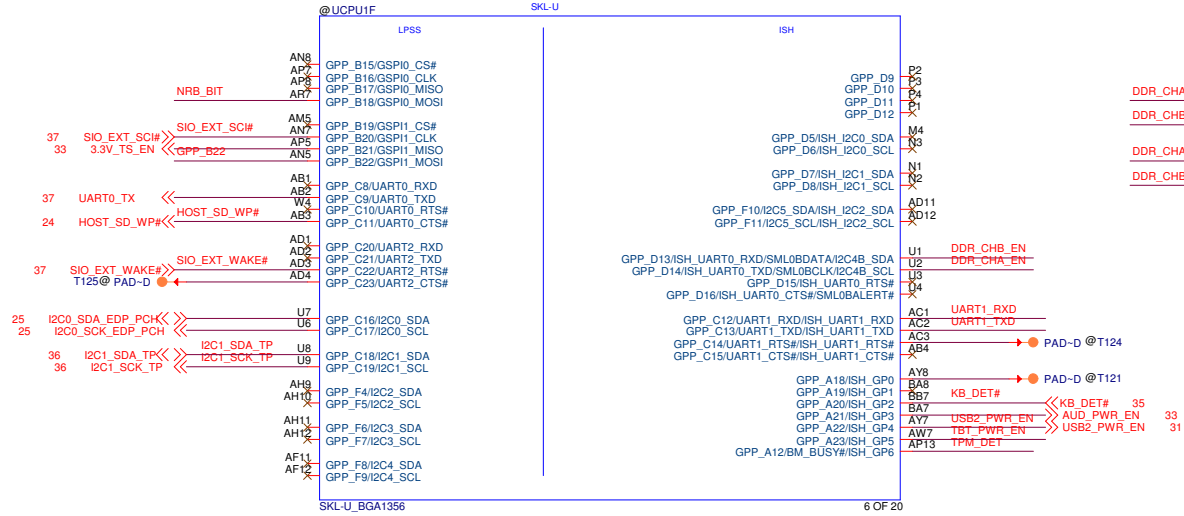 @UCPU1F
SKL-U
LPSS
ISH
AN8
GPP_B15/GSPI0_CS#
AP7
GPP_B16/GSPI0_CLK
AP8
GPP_B17/GSPI0_MISO
NRB_BIT
AR7
GPP_B18/GSPI0_MOSI
AM5
GPP_B19/GSPI1_CS#
37 SIO_EXT_SCI#
SIO_EXT_SCI#
AN7
GPP_B20/GSPI1_CLK
33 3.3V_TS_EN
AP5
GPP_B21/GSPI1_MISO
GPP_B22
AN5
GPP_B22/GSPI1_MOSI
AB1
GPP_C8/UART0_RXD
37 UART0_TX
AB2
GPP_C9/UART0_TXD
W4
GPP_C10/UART0_RTS#
24 HOST_SD_WP#
HOST_SD_WP#
AB3
GPP_C11/UART0_CTS#
AD1
GPP_C20/UART2_RXD
AD2
GPP_C21/UART2_TXD
37 SIO_EXT_WAKE#
SIO_EXT_WAKE#
AD3
GPP_C22/UART2_RTS#
T125@ PAD~D
AD4
GPP_C23/UART2_CTS#
25 I2C0_SDA_EDP_PCH
U7
GPP_C16/I2C0_SDA
25 I2C0_SCK_EDP_PCH
U6
GPP_C17/I2C0_SCL
36 I2C1_SDA_TP
I2C1_SDA_TP
U8
GPP_C18/I2C1_SDA
36 I2C1_SCK_TP
I2C1_SCK_TP
U9
GPP_C19/I2C1_SCL
AH9
GPP_F4/I2C2_SDA
AH10
GPP_F5/I2C2_SCL
AH11
GPP_F6/I2C3_SDA
AH12
GPP_F7/I2C3_SCL
AF11
GPP_F8/I2C4_SDA
AF12
GPP_F9/I2C4_SCL
GPP_D9
P2
GPP_D10
P3
GPP_D11
P4
GPP_D12
P1
GPP_D5/ISH_I2C0_SDA
M4
GPP_D6/ISH_I2C0_SCL
N3
GPP_D7/ISH_I2C1_SDA
N1
GPP_D8/ISH_I2C1_SCL
N2
GPP_F10/I2C5_SDA/ISH_I2C2_SDA
AD11
GPP_F11/I2C5_SCL/ISH_I2C2_SCL
AD12
GPP_D13/ISH_UART0_RXD/SML0BDATA/I2C4B_SDA
U1
DDR_CHB_EN
GPP_D14/ISH_UART0_TXD/SML0BCLK/I2C4B_SCL
U2
DDR_CHA_EN
GPP_D15/ISH_UART0_RTS#
U3
GPP_D16/ISH_UART0_CTS#/SML0BALERT#
U4
GPP_C12/UART1_RXD/ISH_UART1_RXD
AC1
UART1_RXD
GPP_C13/UART1_TXD/ISH_UART1_TXD
AC2
UART1_TXD
GPP_C14/UART1_RTS#/ISH_UART1_RTS#
AC3
PAD~D @T124
GPP_C15/UART1_CTS#/ISH_UART1_CTS#
AB4
GPP_A18/ISH_GP0
AY8
PAD~D @T121
GPP_A19/ISH_GP1
BA8
GPP_A20/ISH_GP2
BB7
KB_DET#
KB_DET# 35
GPP_A21/ISH_GP3
BA7
AUD_PWR_EN 33
GPP_A22/ISH_GP4
AY7
USB2_PWR_EN
USB2_PWR_EN 31
GPP_A23/ISH_GP5
AW7
TBT_PWR_EN
GPP_A12/BM_BUSY#/ISH_GP6
AP13
TPM_DET
DDR_CHA
DDR_CHB
DDR_CHA
DDR_CHB
SKL-U_BGA1356
6 OF 20